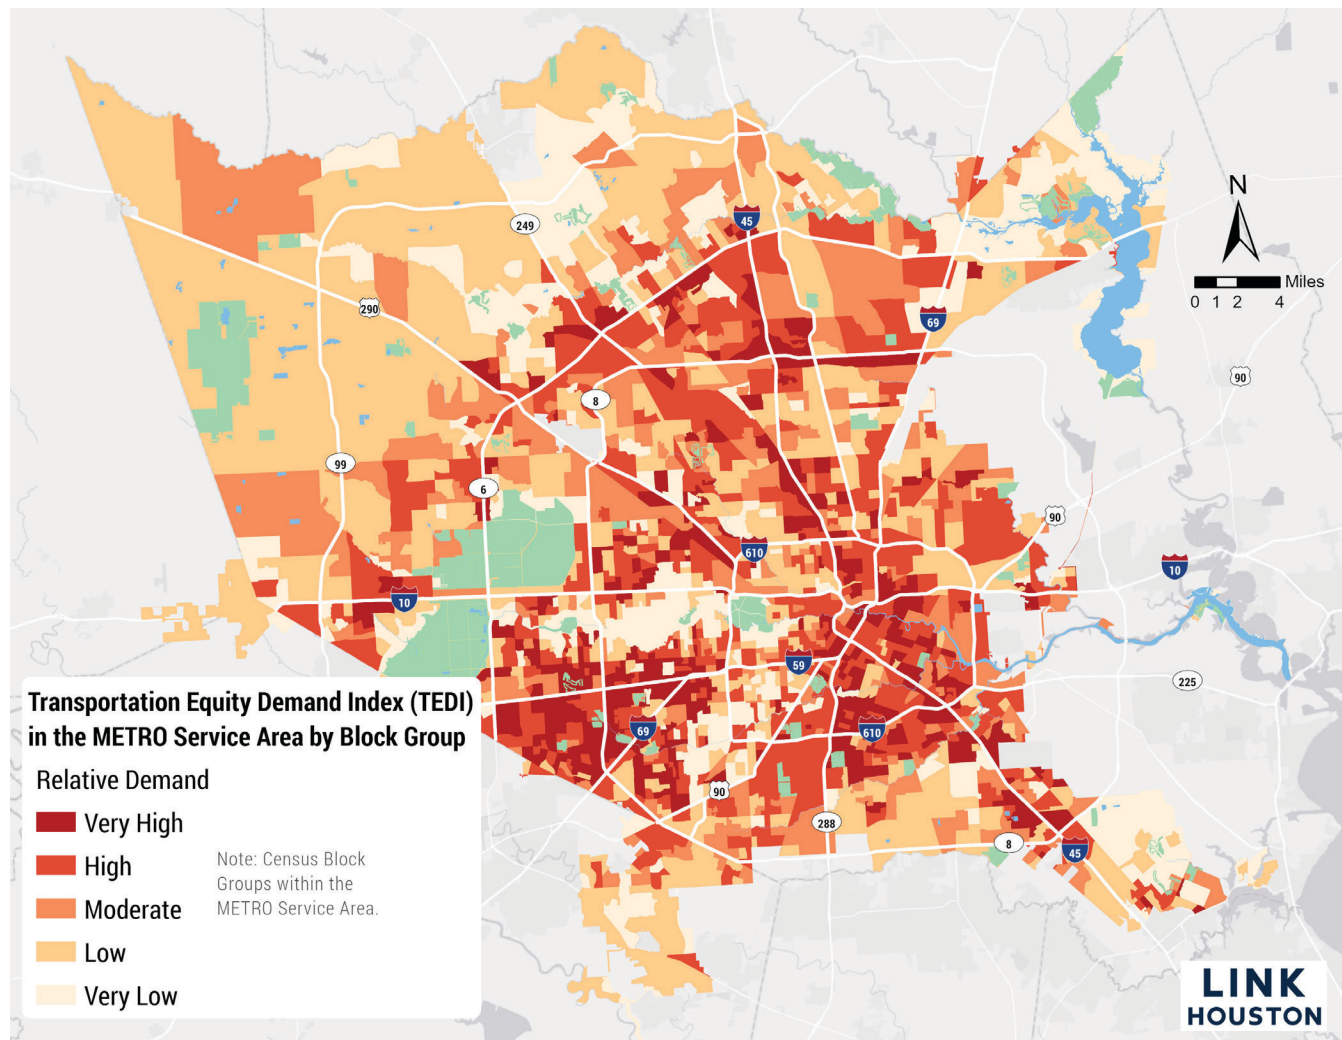 249
45
N
Miles
0 1 2 4
290
69
90
8
99
6
90
610
10
10
59
225
Transportation Equity Demand Index (TEDI)
in the METRO Service Area by Block Group
69
610
Relative Demand
90
Very High
288
8
45
High
Note: Census Block
Groups within the
METRO Service Area.
Moderate
Low
Very Low
LINK
HOUSTON